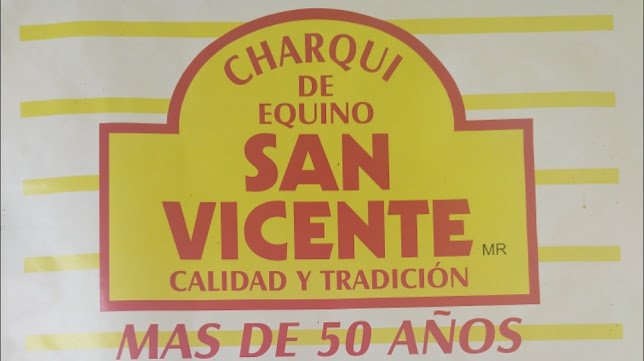 CHARQUI
DE
EQUINO
SAN
VICENTE MR
CALIDAD Y TRADICIÓN
MAS DE 50 AÑOS